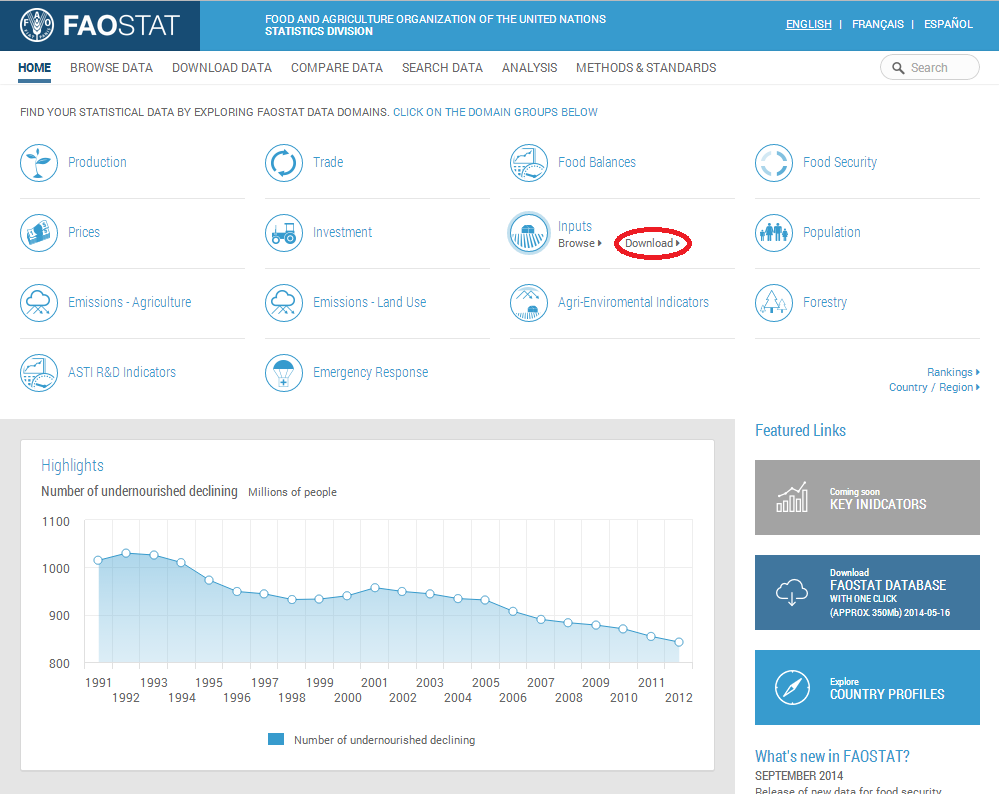 FAO
FAOSTAT
FOOD AND AGRICULTURE ORGANIZATION OF THE UNITED NATIONS
STATISTICS DIVISION
ENGLISH | FRANÇAIS | ESPAÑOL
HOME BROWSE DATA DOWNLOAD DATA COMPARE DATA SEARCH DATA ANALYSIS METHODS & STANDARDS Search
FIND YOUR STATISTICAL DATA BY EXPLORING FAOSTAT DATA DOMAINS. CLICK ON THE DOMAIN GROUPS BELOW
Production Trade Food Balances Food Security
Prices Investment Inputs Population
Browse Download
Emissions - Agriculture Emissions - Land Use Agri-Enviromental Indicators Forestry
ASTI R&D Indicators Emergency Response
Rankings
Country / Region
Highlights
Number of undernourished declining Millions of people
1100
1000
900
800
1991 1993 1995 1997 1999 2001 2003 2005 2007 2009 2011
1992 1994 1996 1998 2000 2002 2004 2006 2008 2010 2012
Number of undernourished declining
Featured Links
Coming soon
KEY INIDCATORS
Download
FAOSTAT DATABASE
WITH ONE CLICK
(APPROX. 350Mb) 2014-05-16
Explore
COUNTRY PROFILES
What's new in FAOSTAT?
SEPTEMBER 2014
Release of new data for food security